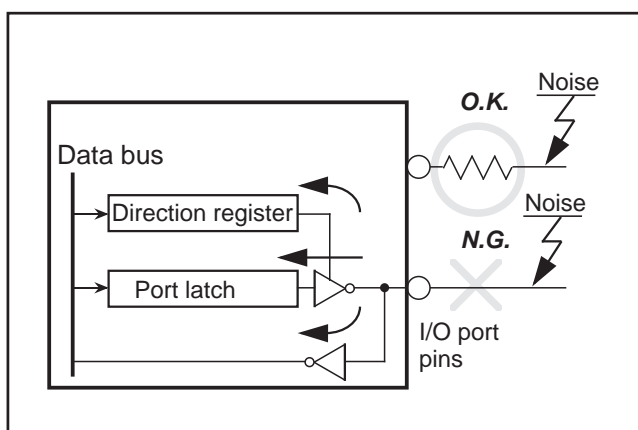 Noise
O.K.
Data bus
Noise
Direction register
N.G.
Port latch
I/O port
pins